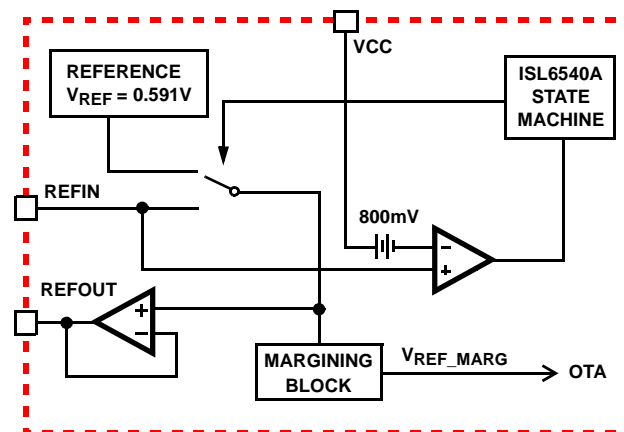 VCC
REFERENCE
VREF = 0.591V
ISL6540A
STATE
MACHINE
REFIN
800mV
−
+
REFOUT
+
−
MARGINING
BLOCK
VREF_MARG
OTA